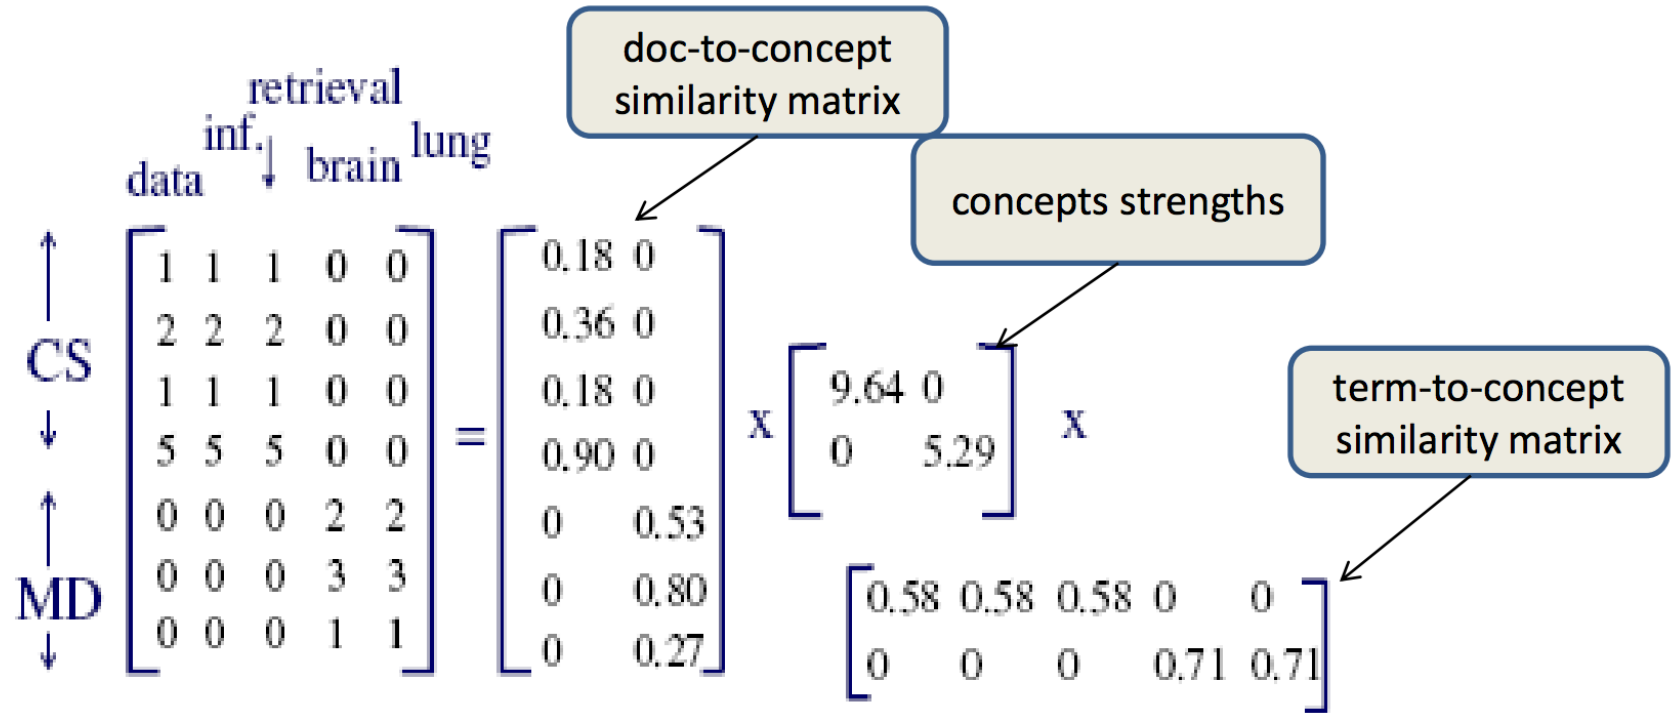 doc-to-concept
similarity matrix
retrieval
inf.
lung
brain
data
concepts strengths
CS
MD
1 1 1 0 0
2 2 2 0 0
1 1 1 0 0
5 5 5 0 0
0 0 0 2 2
0 0 0 3 3
0 0 0 1 1
=
0.18 0
0.36 0
0.18 0
0.90 0
0 0.53
0 0.80
0 0.27
x
9.64 0
0 5.29
x
term-to-concept
similarity matrix
0.58 0.58 0.58 0 0
0 0 0 0.71 0.71